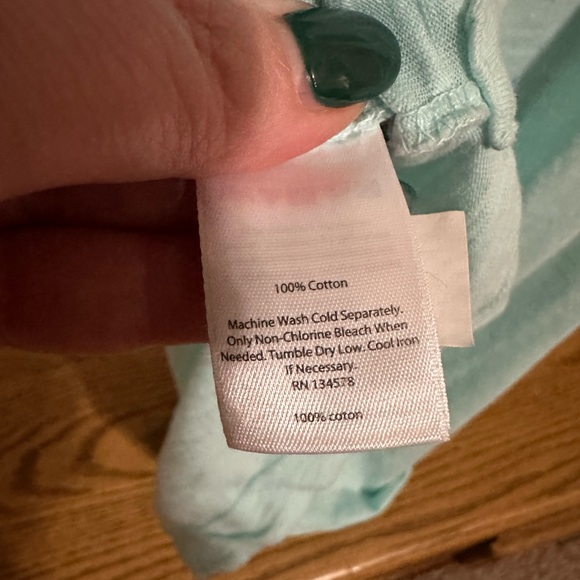 100% Cotton
Machine Wash Cold Separately.
Only Non-Chlorine Bleach When
Needed. Tumble Dry Low. Cool Iron
If Necessary.
RN 134578
100% coton